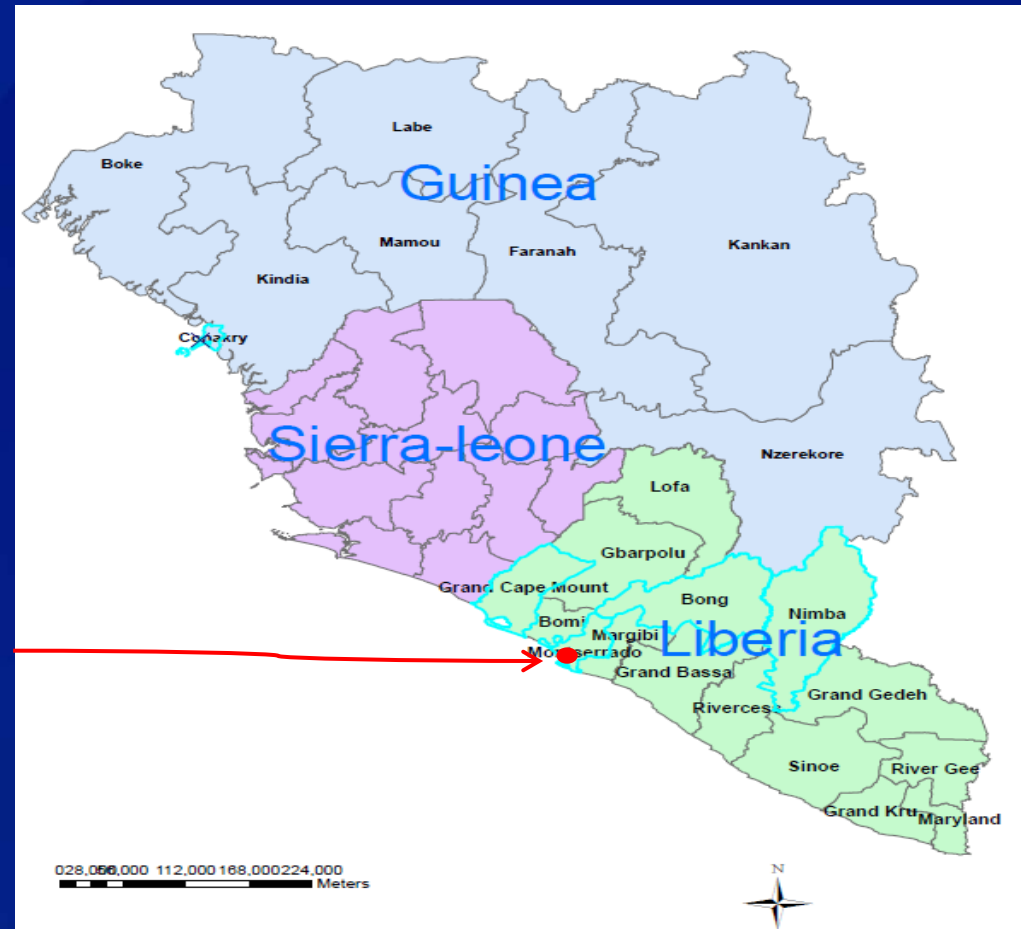 Labe
Boke
Guinea
Mamou
Faranah
Kankan
Kindia
Conakry
Sierra-leone
Nzerekore
Lofa
Gbarpolu
Grand Cape Mount
Bong
Nimba
Bomi
Margibi
Liberia
Montserrado
Grand Bassa
Grand Gedeh
Rivercess
Sinoe
River Gee
Grand Kru
Maryland
N
112,000 168,000 224,000
Meters